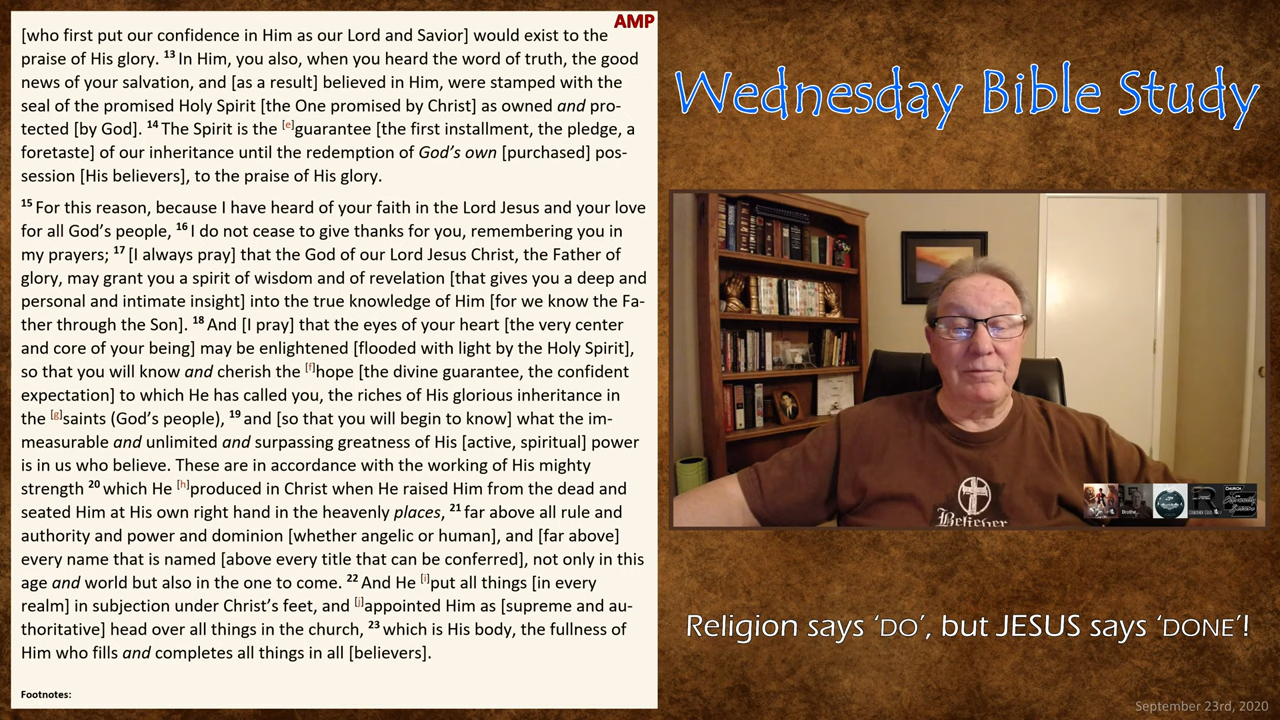 AMP
[who first put our confidence in Him as our Lord and Savior] would exist to the
praise of His glory. 13 In Him, you also, when you heard the word of truth, the good
news of your salvation, and [as a result] believed in Him, were stamped with the
seal of the promised Holy Spirit [the One promised by Christ] as owned and pro-
tected [by God]. 14 The Spirit is the [e]guarantee [the first installment, the pledge, a
foretaste] of our inheritance until the redemption of God’s own [purchased] pos-
session [His believers], to the praise of His glory.
15 For this reason, because I have heard of your faith in the Lord Jesus and your love
for all God’s people, 16 I do not cease to give thanks for you, remembering you in
my prayers; 17 [I always pray] that the God of our Lord Jesus Christ, the Father of
glory, may grant you a spirit of wisdom and of revelation [that gives you a deep and
personal and intimate insight] into the true knowledge of Him [for we know the Fa-
ther through the Son]. 18 And [I pray] that the eyes of your heart [the very center
and core of your being] may be enlightened [flooded with light by the Holy Spirit],
so that you will know and cherish the [f]hope [the divine guarantee, the confident
expectation] to which He has called you, the riches of His glorious inheritance in
the [g]saints (God’s people), 19 and [so that you will begin to know] what the im-
measurable and unlimited and surpassing greatness of His [active, spiritual] power
is in us who believe. These are in accordance with the working of His mighty
strength 20 which He [h]produced in Christ when He raised Him from the dead and
seated Him at His own right hand in the heavenly places, 21 far above all rule and
authority and power and dominion [whether angelic or human], and [far above]
every name that is named [above every title that can be conferred], not only in this
age and world but also in the one to come. 22 And He [i]put all things [in every
realm] in subjection under Christ’s feet, and [j]appointed Him as [supreme and au-
thoritative] head over all things in the church, 23 which is His body, the fullness of
Him who fills and completes all things in all [believers].
Footnotes:
Wednesday Bible Study
Believer
Religion says ‘DO’, but JESUS says ‘DONE’!
September 23rd, 2020